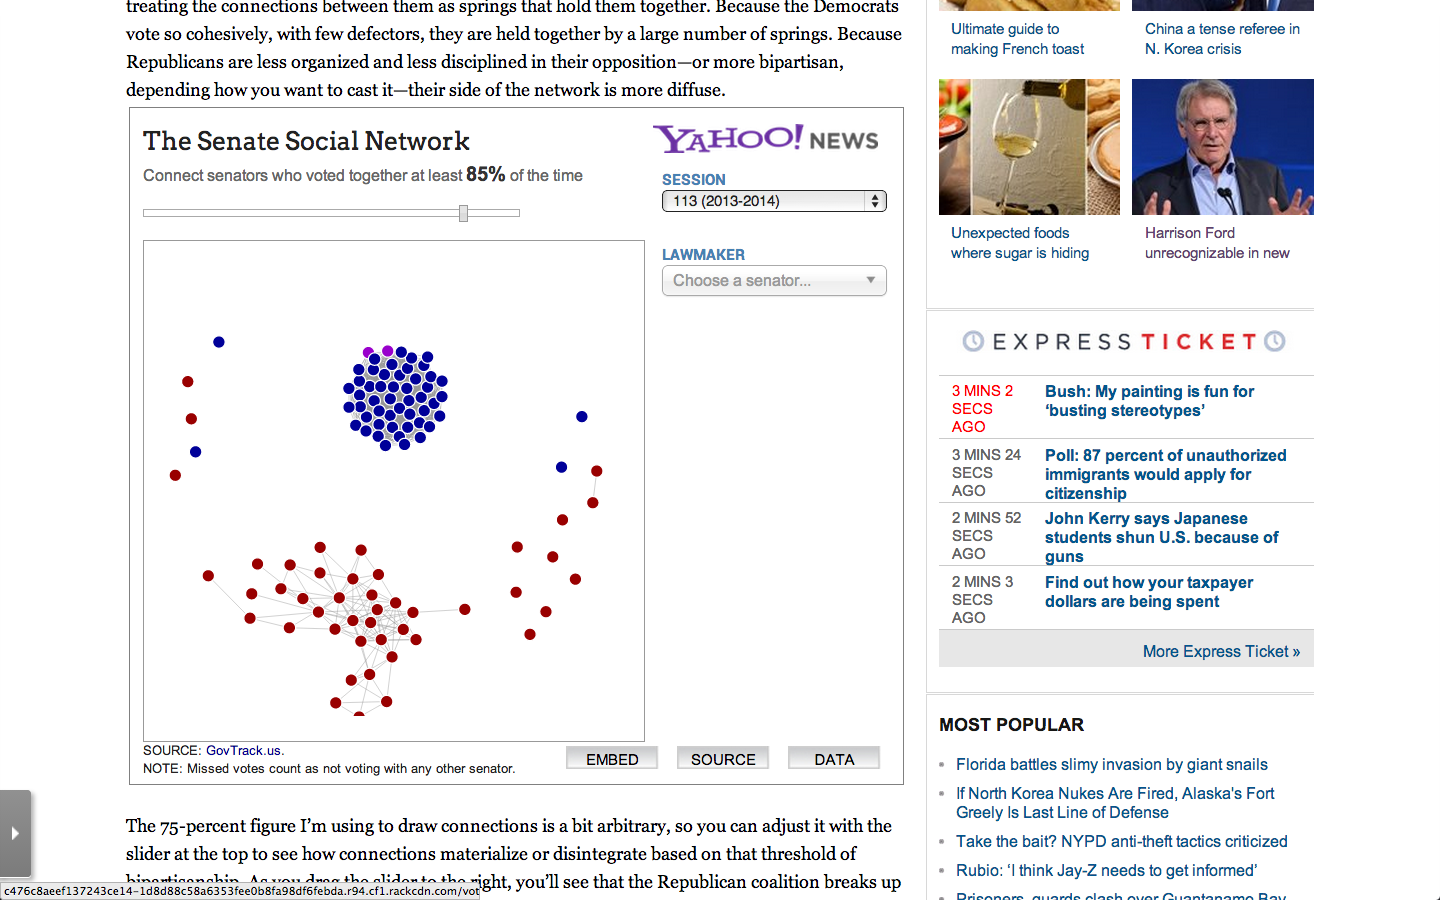 treating the connections between them as springs that hold them together. Because the Democrats
vote so cohesively, with few defectors, they are held together by a large number of springs. Because
Republicans are less organized and less disciplined in their opposition—or more bipartisan,
depending how you want to cast it—their side of the network is more diffuse.
The Senate Social Network
Connect senators who voted together at least 85% of the time
YAHOO! NEWS
SESSION
113 (2013-2014)
LAWMAKER
Choose a senator...
SOURCE: GovTrack.us.
NOTE: Missed votes count as not voting with any other senator.
EMBED
SOURCE
DATA
The 75-percent figure I'm using to draw connections is a bit arbitrary, so you can adjust it with the
slider at the top to see how connections materialize or disintegrate based on that threshold of
bipartisanship. As you drag the slider to the right, you'll see that the Republican coalition breaks up
c476c8aeef137243ce14-1d8d88c58a6353fee0b8fa98df6febda.r94.cf1.rackcdn.com/vot
Ultimate guide to
making French toast
China a tense referee in
N. Korea crisis
Unexpected foods
where sugar is hiding
Harrison Ford
unrecognizable in new
EXPRESS TICKET
3 MINS 2
SECS
AGO
Bush: My painting is fun for
‘busting stereotypes’
3 MINS 24
SECS
AGO
Poll: 87 percent of unauthorized
immigrants would apply for
citizenship
2 MINS 52
SECS
AGO
John Kerry says Japanese
students shun U.S. because of
guns
2 MINS 3
SECS
AGO
Find out how your taxpayer
dollars are being spent
More Express Ticket »
MOST POPULAR
Florida battles slimy invasion by giant snails
If North Korea Nukes Are Fired, Alaska's Fort
Greely Is Last Line of Defense
Take the bait? NYPD anti-theft tactics criticized
Rubio: ‘I think Jay-Z needs to get informed’
Prisoners, guards clash over Guantanamo Bay